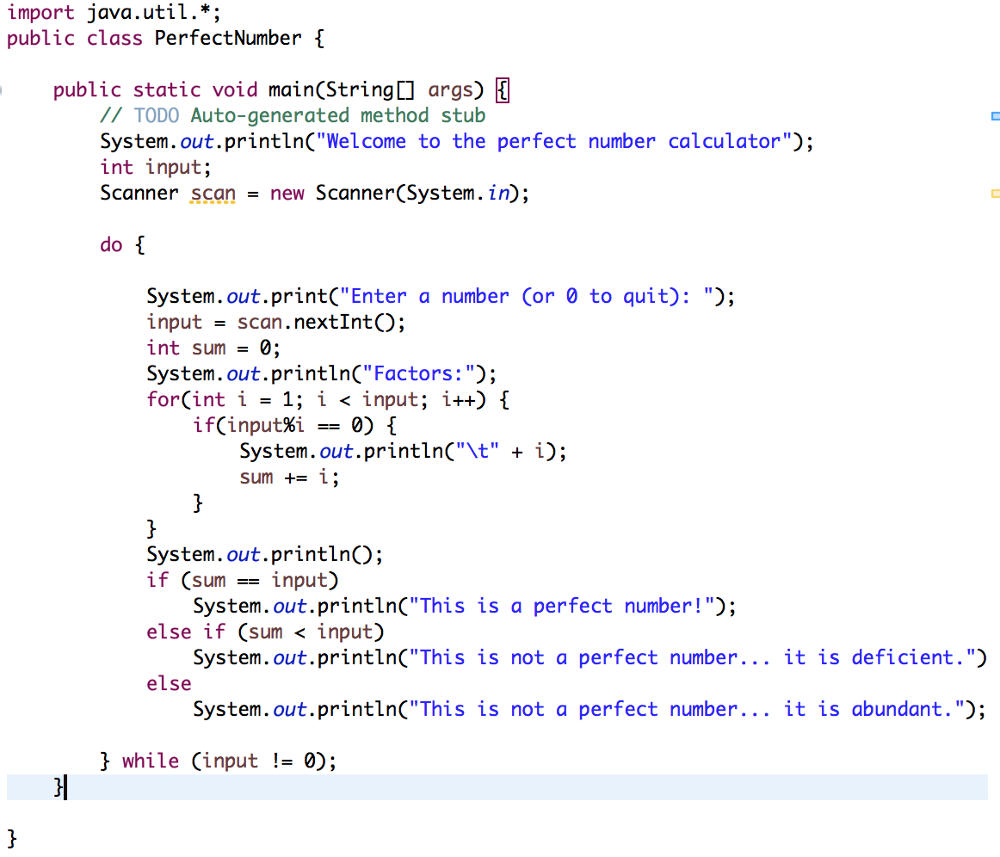 import java.util.*;
public class PerfectNumber {
public static void main(String[] args) {
// TODO Auto-generated method stub
System.out.println("Welcome to the perfect number calculator");
int input;
Scanner scan = new Scanner(System.in);
do {
System.out.print("Enter a number (or 0 to quit): ");
input = scan.nextInt();
int sum = 0;
System.out.println("Factors:");
for(int i = 1; i < input; i++) {
if(input%i == 0) {
System.out.println("\t" + i);
sum += i;
}
}
System.out.println();
if (sum == input)
System.out.println("This is a perfect number!");
else if (sum < input)
System.out.println("This is not a perfect number... it is deficient.")
else
System.out.println("This is not a perfect number... it is abundant.");
} while (input != 0);
}
}